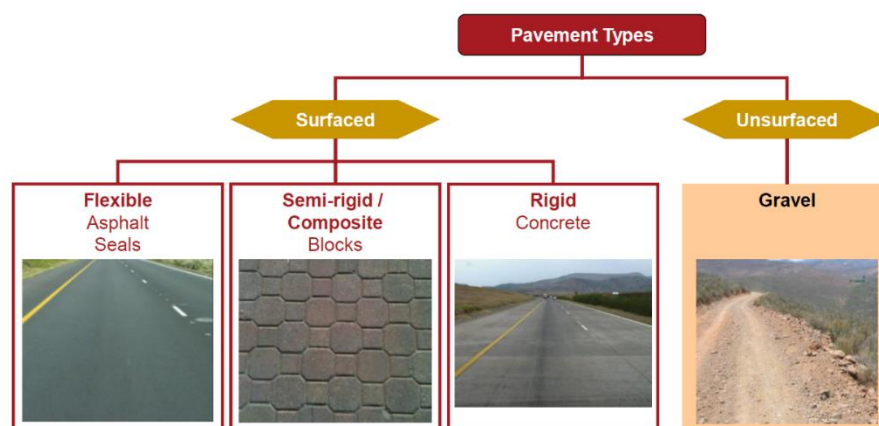 Pavement Types
Surfaced
Unsurfaced
Flexible
Asphalt
Seals
Semi-rigid /
Composite
Blocks
Rigid
Concrete
Gravel